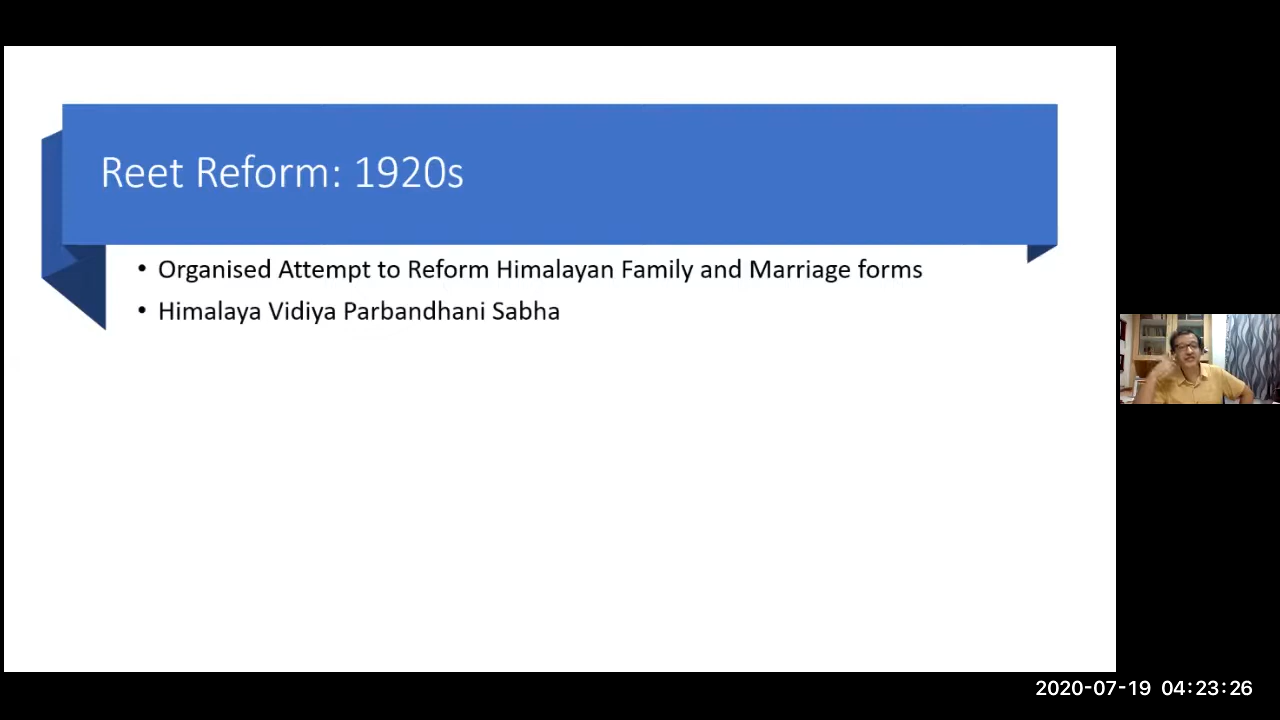 Reet Reform: 1920s
• Organised Attempt to Reform Himalayan Family and Marriage forms
• Himalaya Vidiya Parbandhani Sabha
2020-07-19 04:23:26